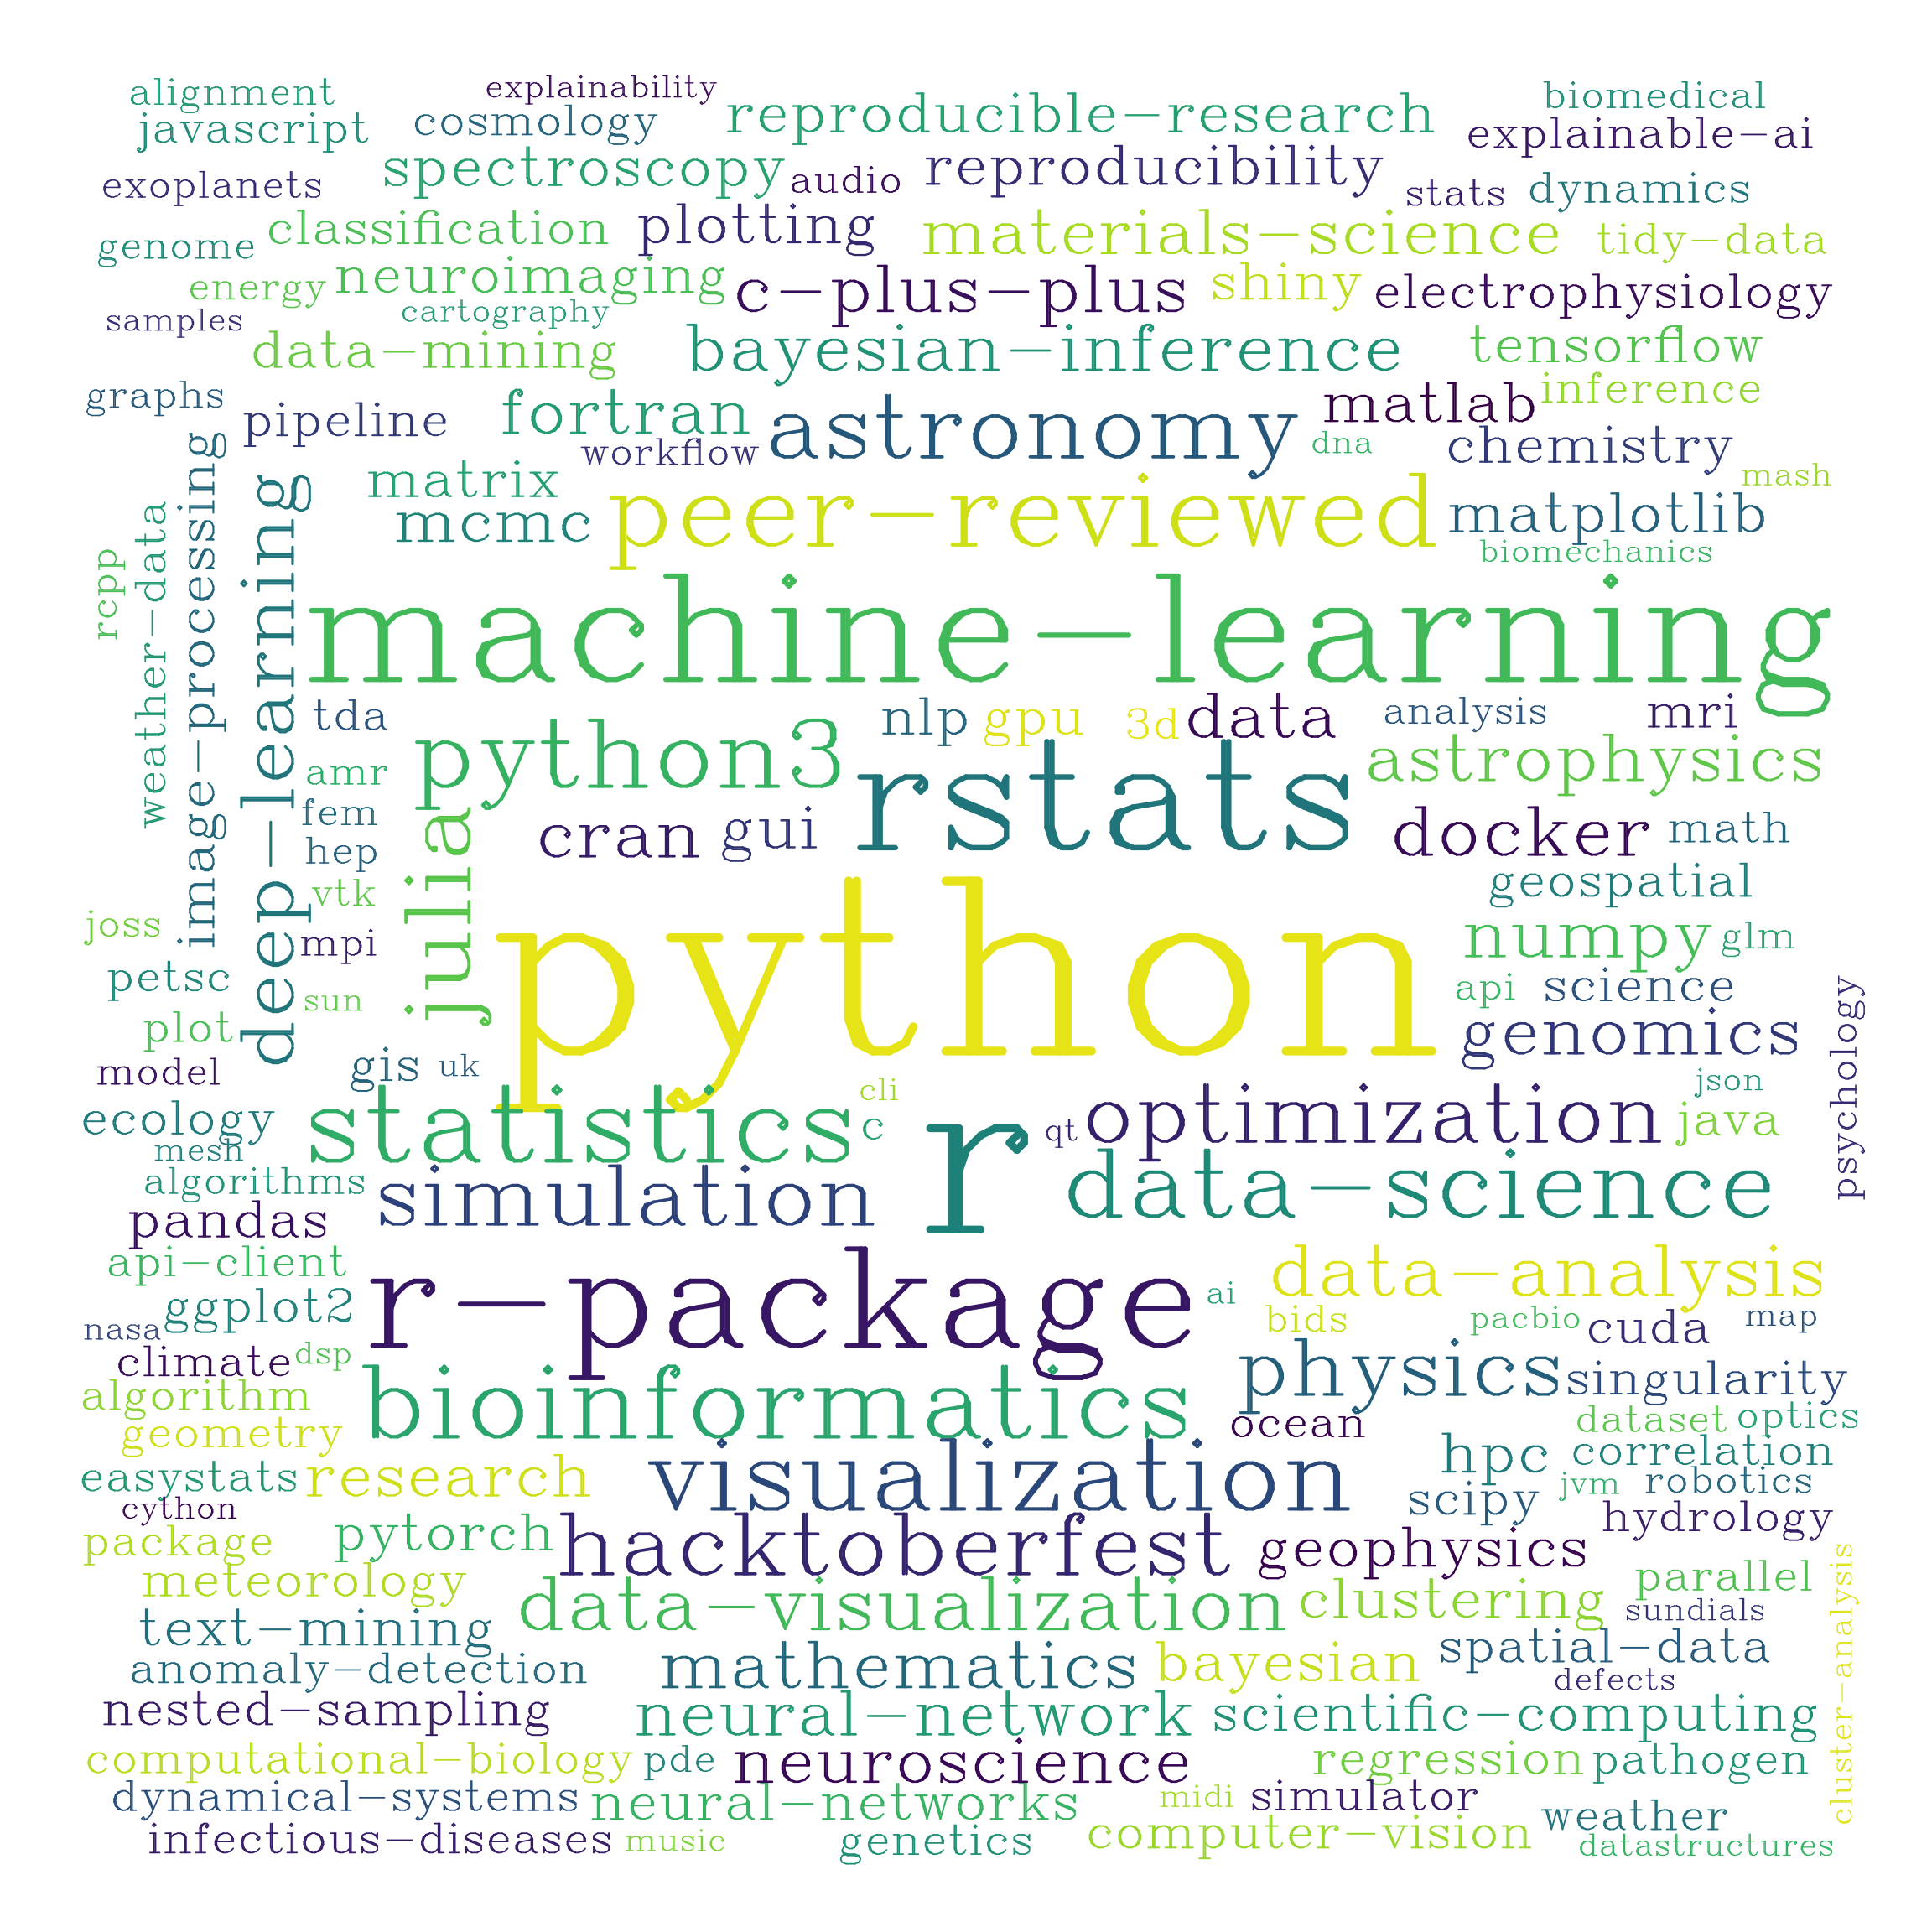 alignment
explainability
reproducible-research
biomedical
javascript
cosmology
explainable-ai
spectroscopy
audio
reproducibility
exoplanets
stats
dynamics
classification
plotting
materials-science
tidy-data
genome
energy
neuroimaging
c-plus-plus
shiny
electrophysiology
samples
cartography
data-mining
bayesian-inference
tensorflow
graphs
pipeline
fortran
astronomy
matlab
inference
workflow
dna
chemistry
matrix
peer-reviewed
mash
mcmc
matplotlib
biomechanics
rcpp
weather-data
image-processing
deep-learning
machine-learning
tda
nlp
gpu
3d
data
analysis
mri
python3
rstats
astrophysics
amr
fem
cran
gui
docker
math
hep
vtk
geospatial
julia
python
joss
mpi
numpy
glm
petsc
sun
api
science
plot
genomics
psychology
model
gis
uk
json
ecology
statistics
cli
c
r
qt
optimization
java
mesh
algorithms
simulation
data-science
pandas
api-client
r-package
data-analysis
ggplot2
ai
bids
pacbio
cuda
map
nasa
climate
dsp
physics
singularity
algorithm
bioinformatics
ocean
dataset
optics
geometry
easystats
research
visualization
hpc
correlation
cython
scipy
jvm
robotics
package
pytorch
hacktoberfest
geophysics
hydrology
meteorology
data-visualization
clustering
parallel
cluster-analysis
text-mining
sundials
anomaly-detection
mathematics
bayesian
spatial-data
defects
nested-sampling
neural-network
scientific-computing
computational-biology
pde
neuroscience
regression
pathogen
dynamical-systems
neural-networks
midi
simulator
weather
infectious-diseases
music
genetics
computer-vision
datastructures